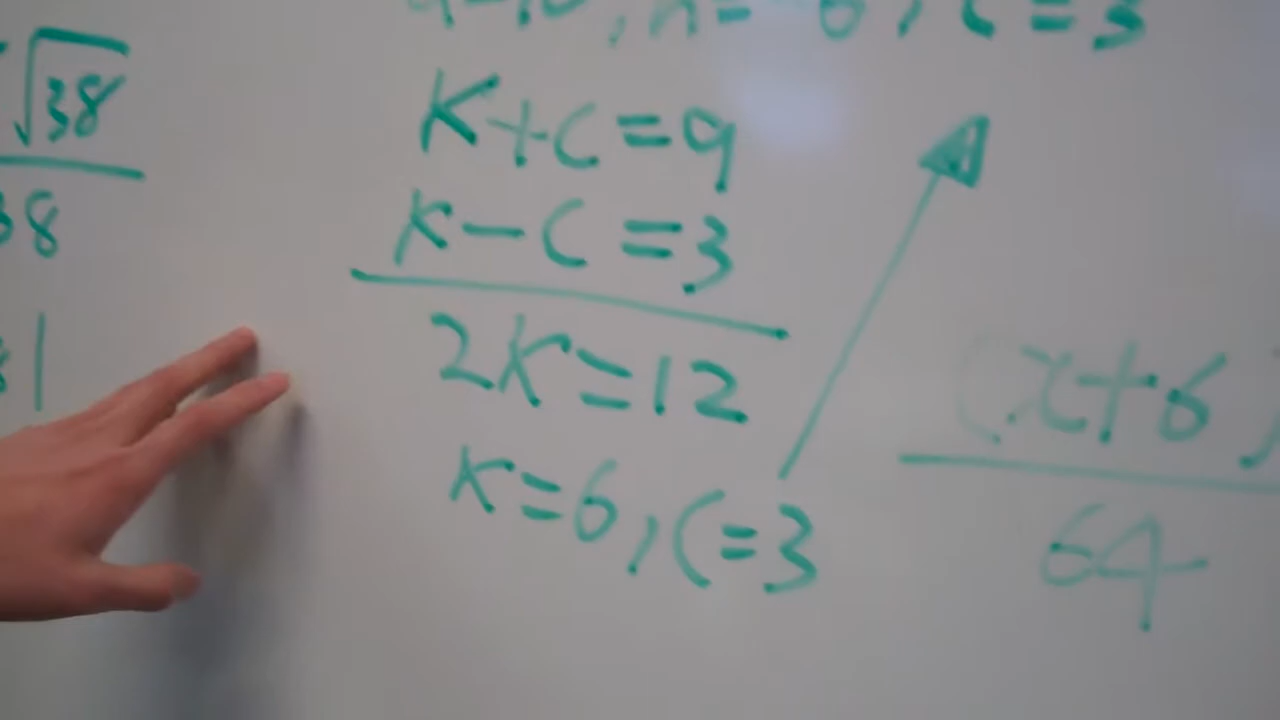 √38
38
K+C=9
K-C=3
2K=12
K=6, C=3
(x+6)
64